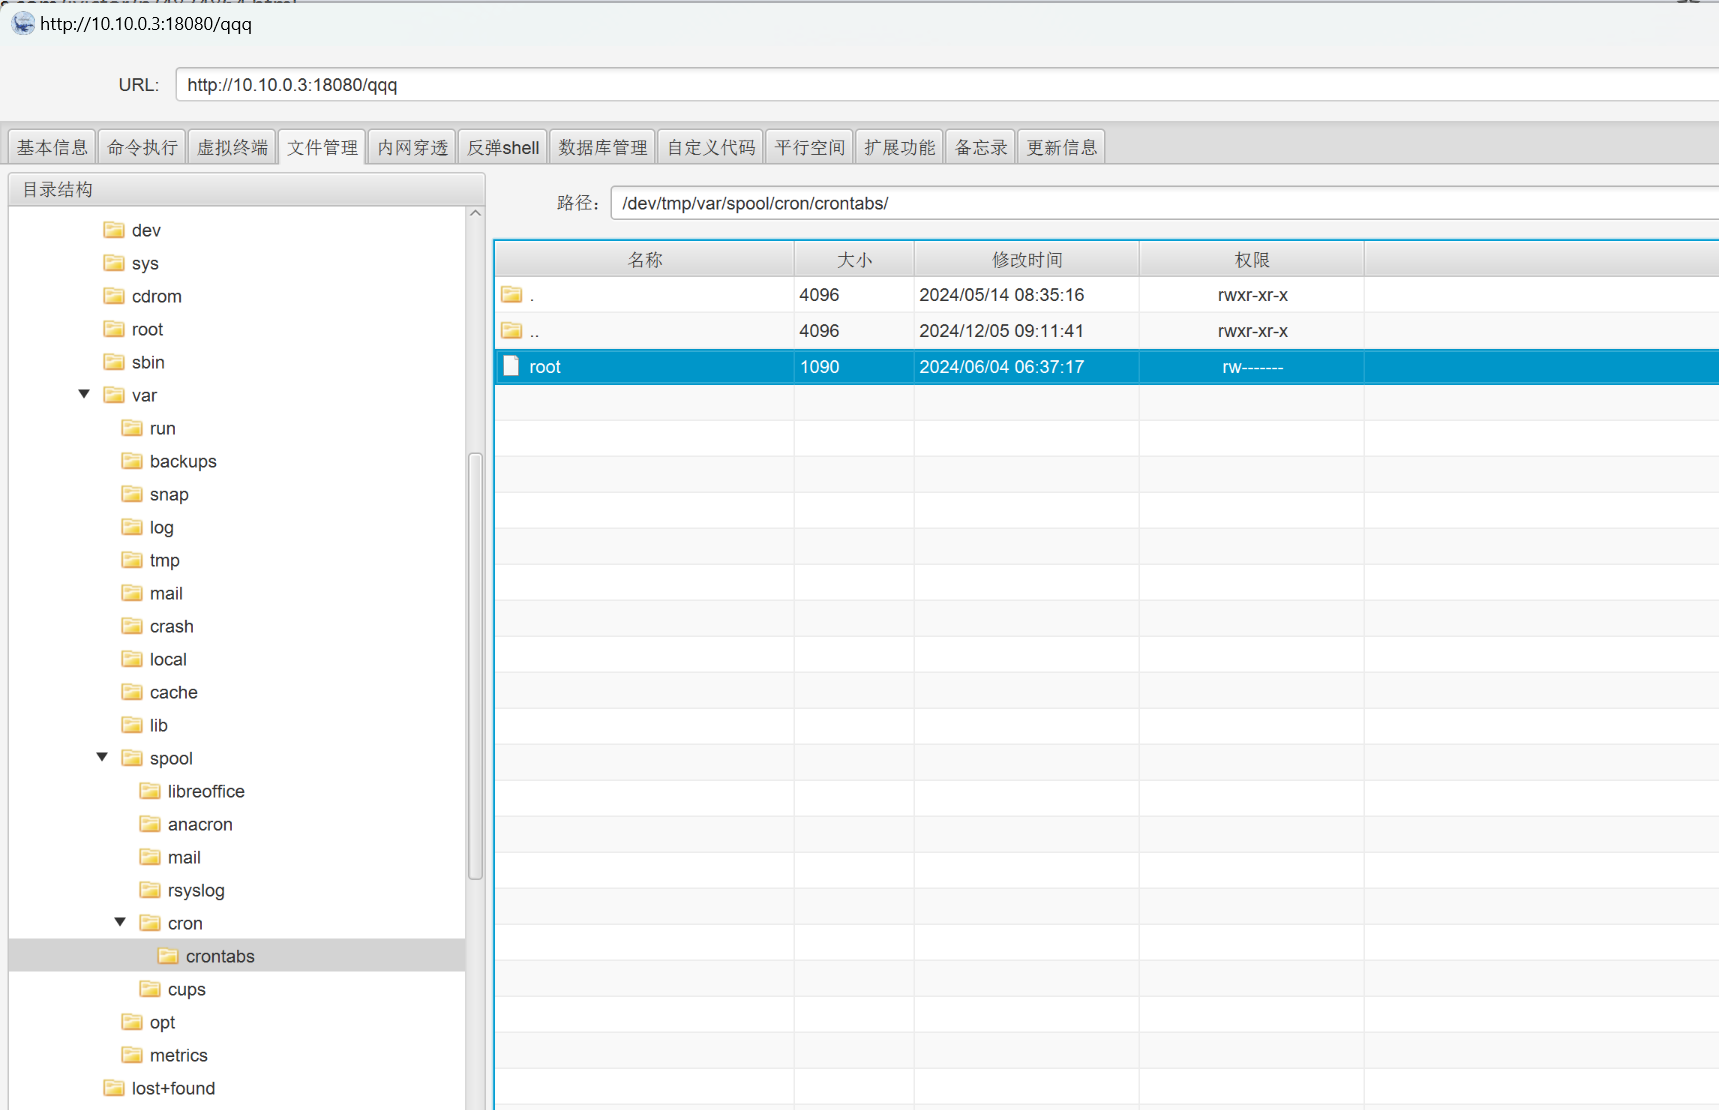 http://10.10.0.3:18080/qqq
URL: http://10.10.0.3:18080/qqq
基本信息 命令执行 虚拟终端 文件管理 内网穿透 反弹shell 数据库管理 自定义代码 平行空间 扩展功能 备忘录 更新信息
目录结构
路径： /dev/tmp/var/spool/cron/crontabs/
dev
sys
cdrom
root
sbin
var
run
backups
snap
log
tmp
mail
crash
local
cache
lib
spool
libreoffice
anacron
mail
rsyslog
cron
crontabs
cups
opt
metrics
lost+found
名称 大小 修改时间 权限
. 4096 2024/05/14 08:35:16 rwxr-xr-x
.. 4096 2024/12/05 09:11:41 rwxr-xr-x
root 1090 2024/06/04 06:37:17 rw-------